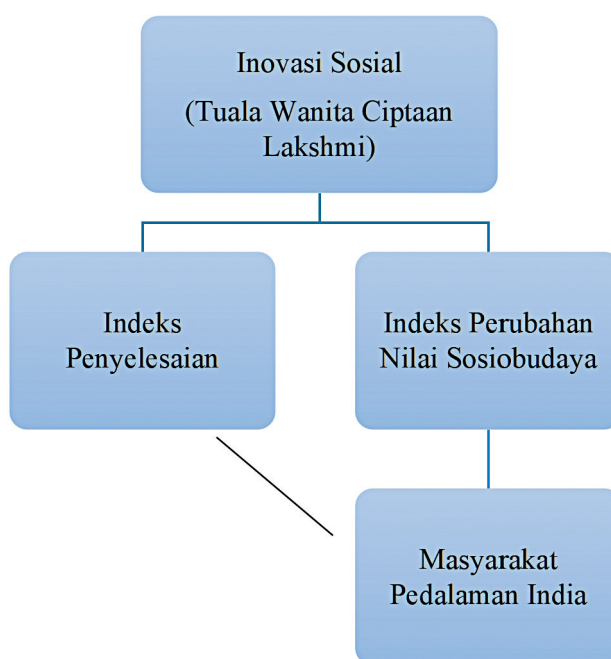 Inovasi Sosial
(Tuala Wanita Ciptaan
Lakshmi)
Indeks
Penyelesaian
Indeks Perubahan
Nilai Sosiobudaya
Masyarakat
Pedalaman India